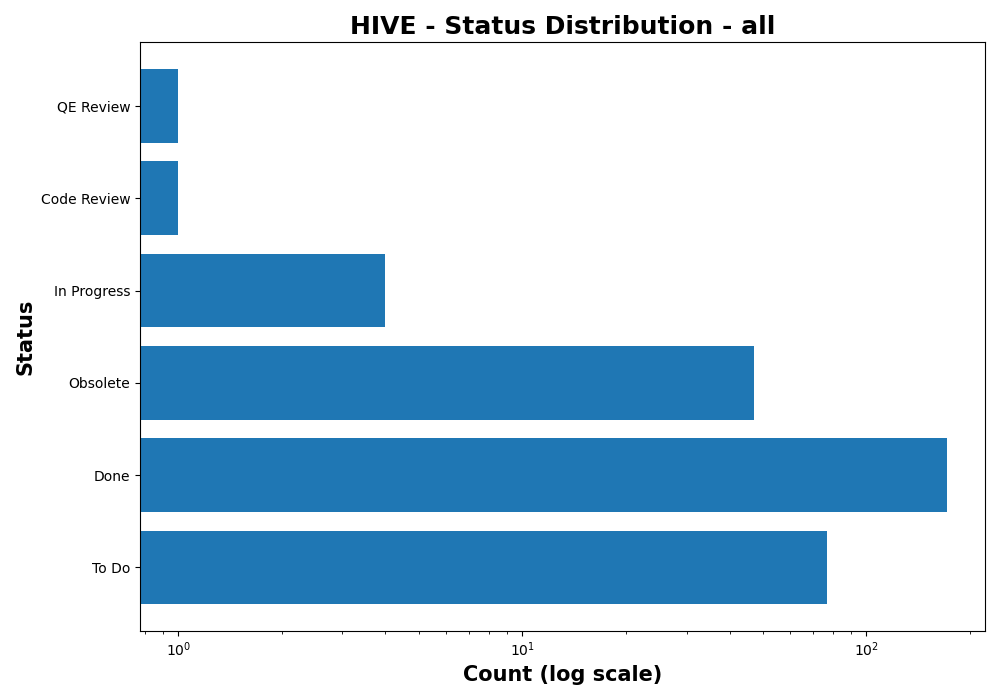 HIVE - Status Distribution - all
QE Review
Code Review
In Progress
Obsolete
Done
To Do
Status
10⁰
10¹
10²
Count (log scale)